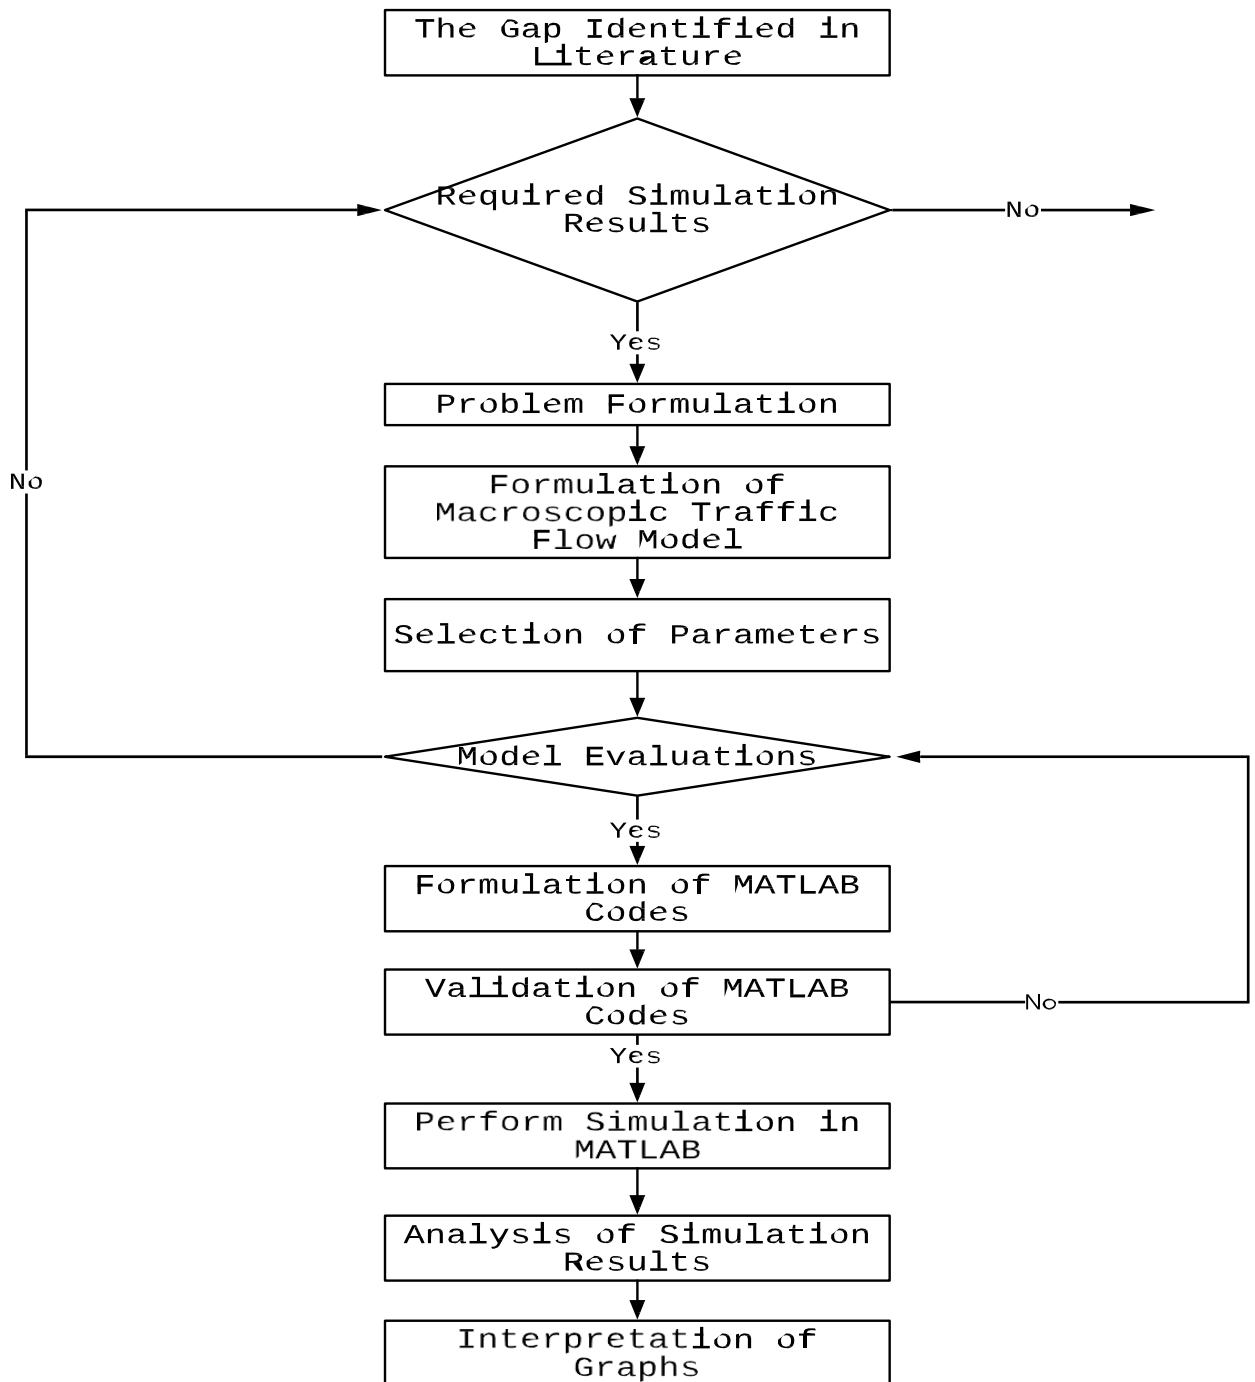 The Gap Identified in
Literature
Required Simulation
Results
No
Yes
Problem Formulation
No
Formulation of
Macroscopic Traffic
Flow Model
Selection of Parameters
Model Evaluations
Yes
Formulation of MATLAB
Codes
Validation of MATLAB
Codes
No
Yes
Perform Simulation in
MATLAB
Analysis of Simulation
Results
Interpretation of
Graphs